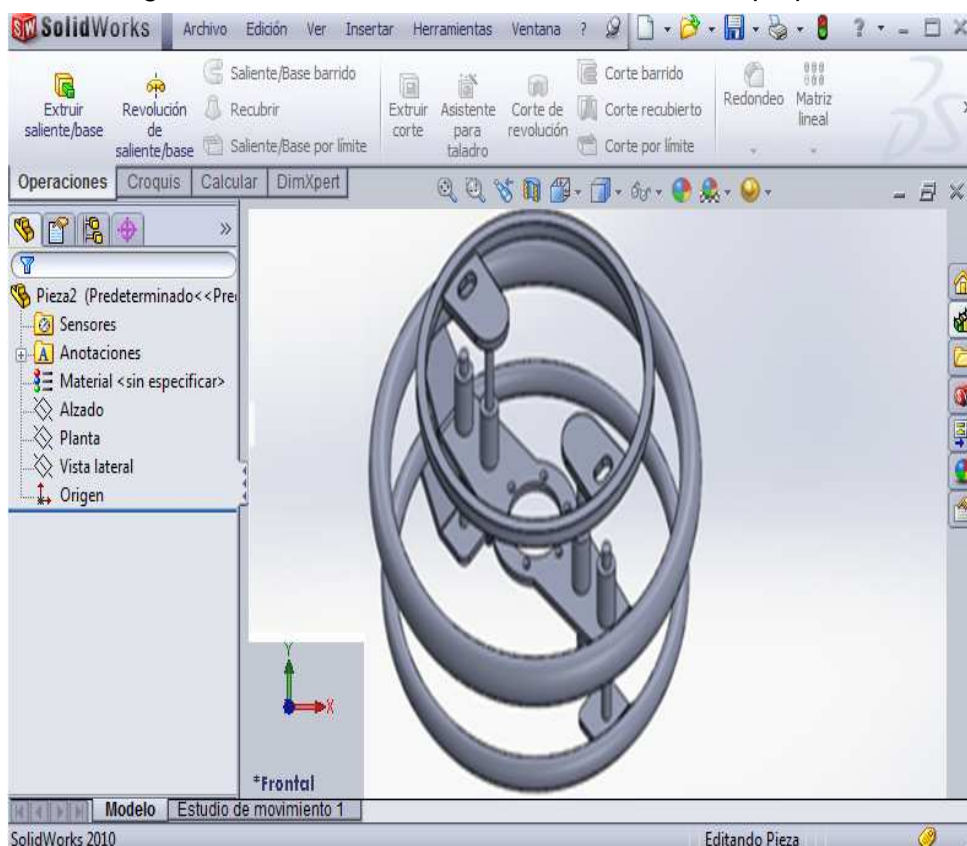 SolidWorks Archivo Edición Ver Insertar Herramientas Ventana ?
Extruir saliente/base
Revolución de saliente/base
Saliente/Base barrido
Recubrir
Saliente/Base por límite
Extruir corte
Asistente para taladro
Corte de revolución
Corte barrido
Corte recubierto
Corte por límite
Redondeo
Matriz lineal
Operaciones Croquis Calcular DimXpert
Pieza2 (Predeterminado<<Pre
Sensores
Anotaciones
Material <sin especificar>
Alzado
Planta
Vista lateral
Origen
Y
X
*Frontal
Modelo Estudio de movimiento 1
SolidWorks 2010 Editando Pieza